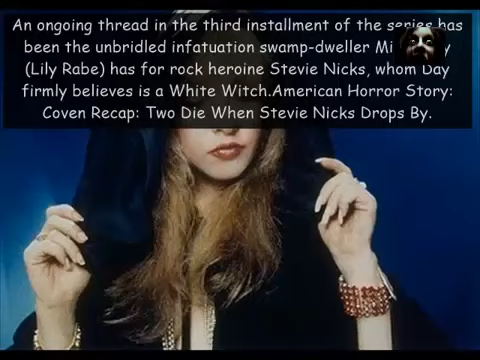 An ongoing thread in the third installment of the series has
been the unbridled infatuation swamp-dweller Mi y
(Lily Rabe) has for rock heroine Stevie Nicks, whom Day
firmly believes is a White Witch.American Horror Story:
Coven Recap: Two Die When Stevie Nicks Drops By.